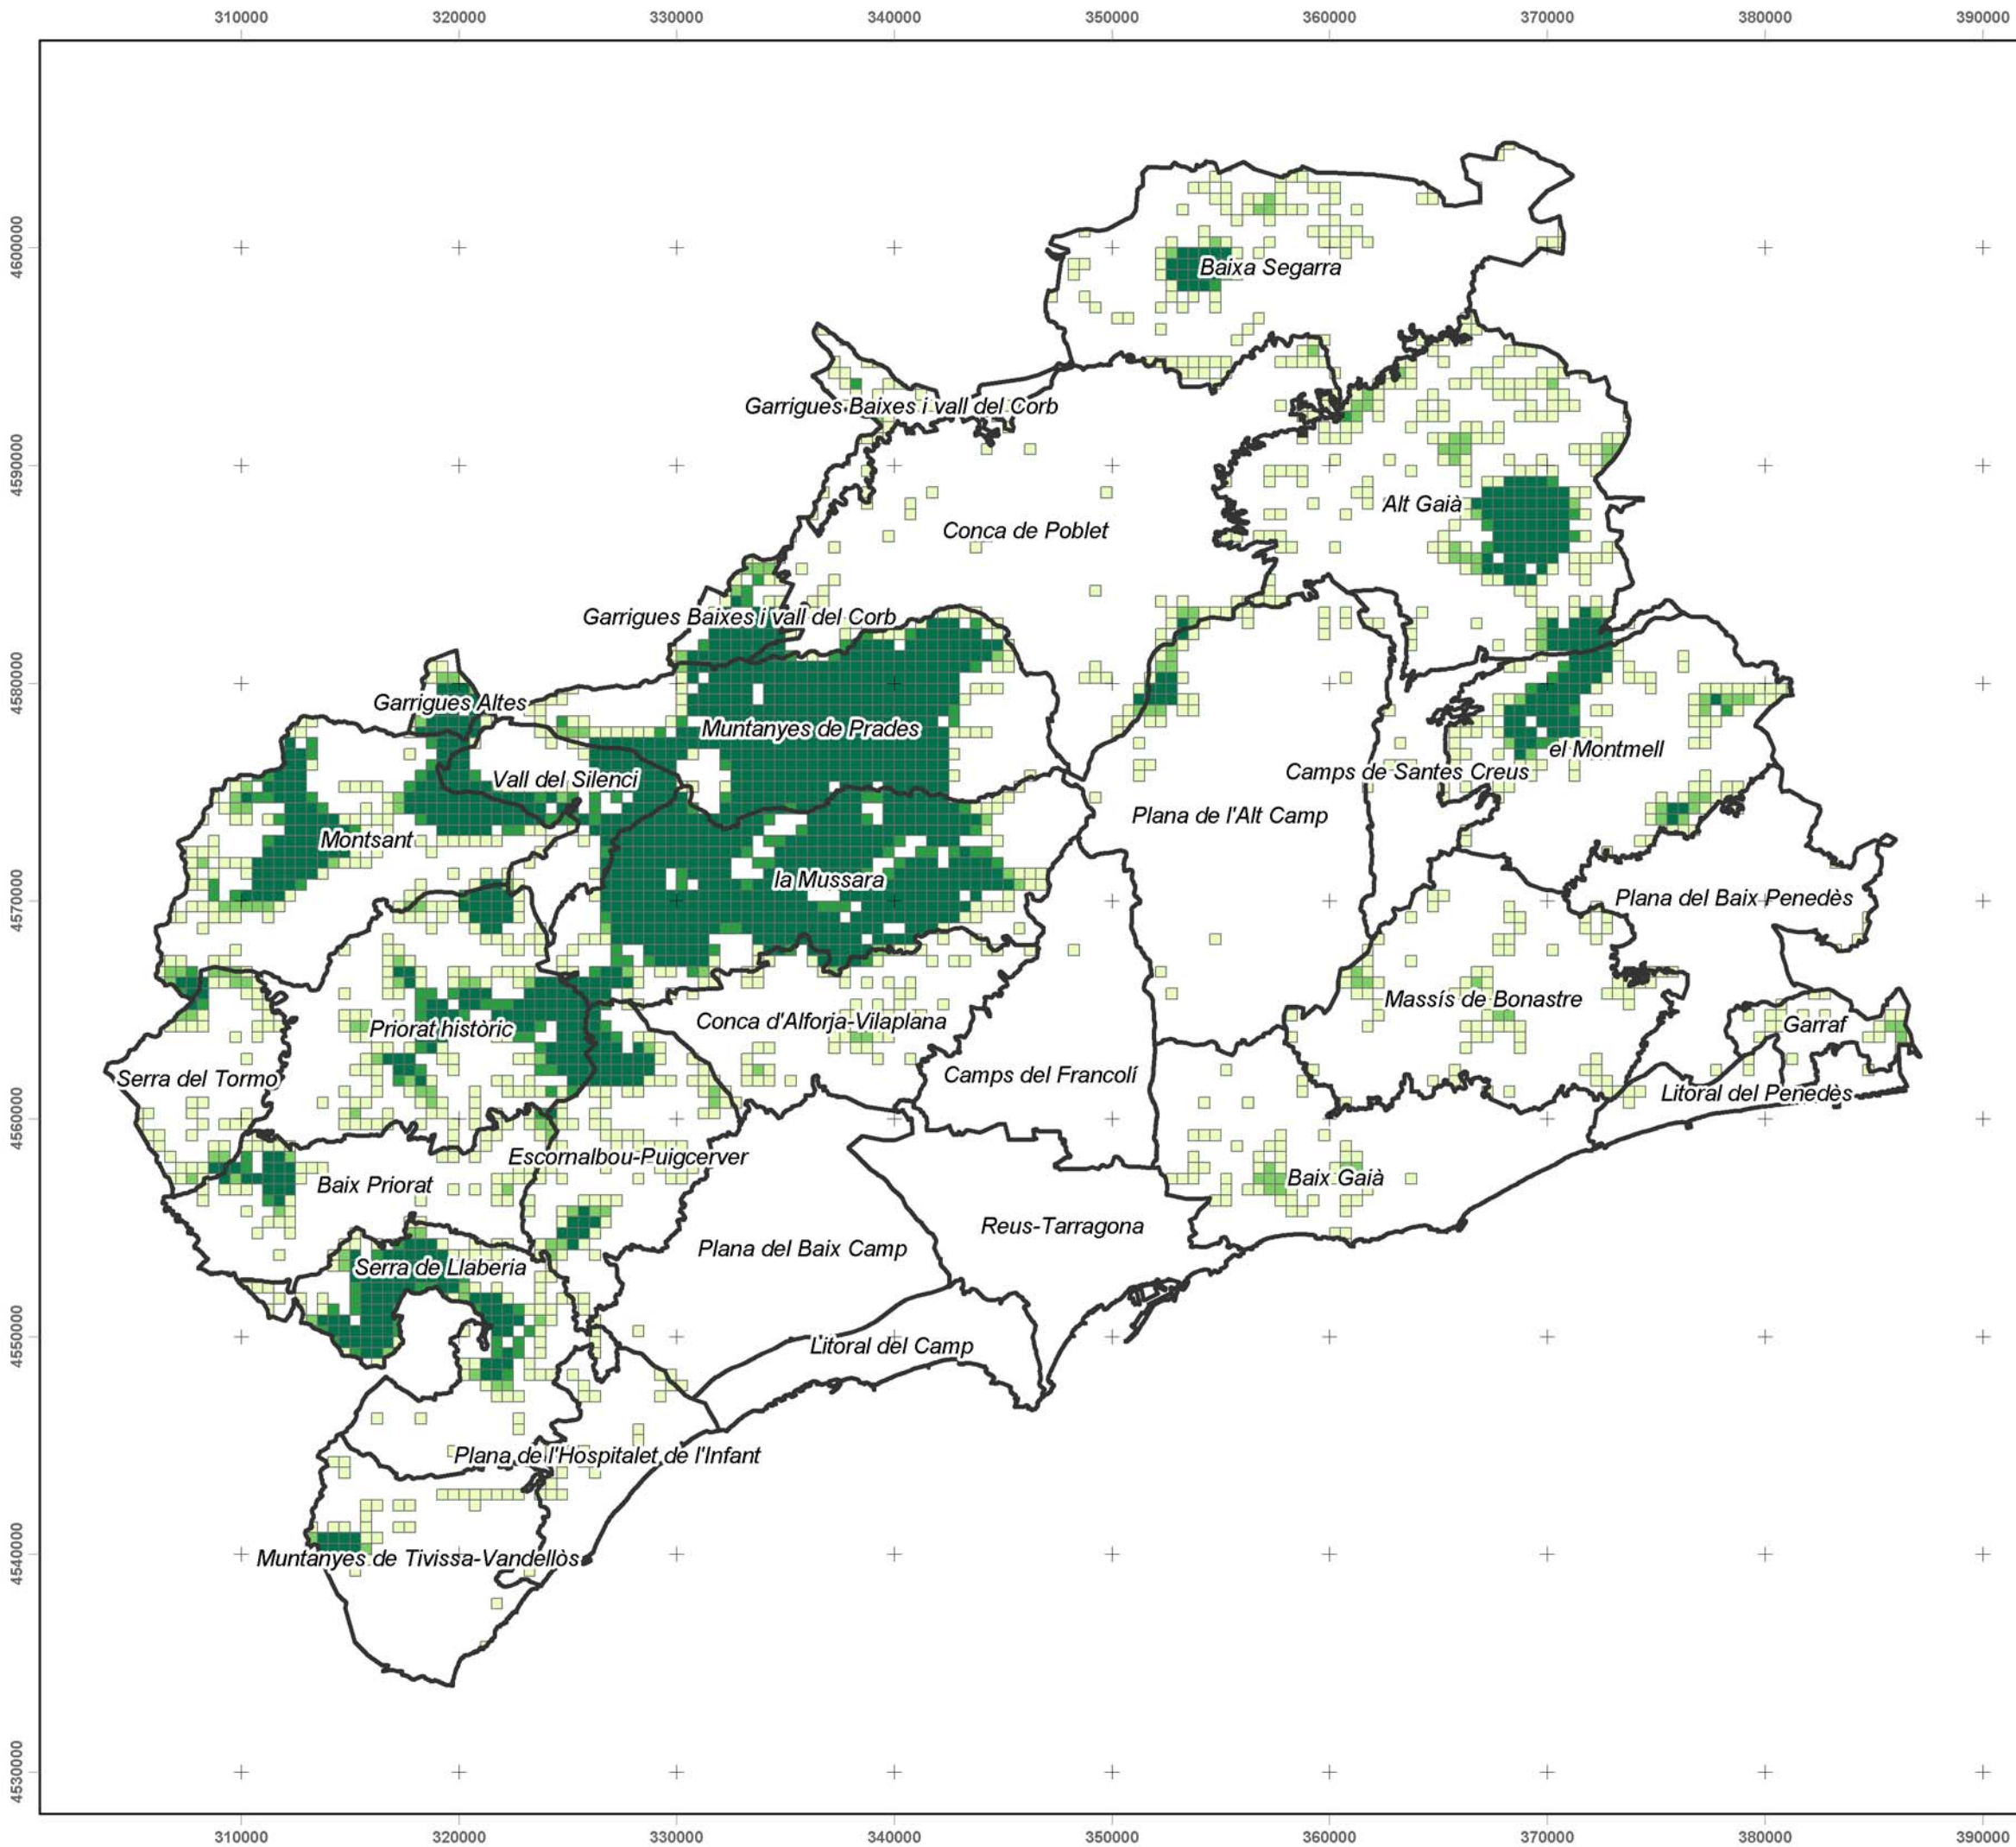 310000 320000 330000 340000 350000 360000 370000 380000 390000
4600000
Baixa Segarra
Garrigues Baixes i vall del Corb
4590000
Alt Gaià
Conca de Poblet
Garrigues Baixes i vall del Corb
4580000
Garrigues Altes
Muntanyes de Prades
el Montmell
Camps de Santes Creus
Vall del Silenci
Plana de l'Alt Camp
Montsant
la Mussara
4570000
Plana del Baix Penedès
Massís de Bonastre
Conca d'Alforja-Vilaplana
Garraf
Priorat històric
Camps del Francolí
Serra del Tormo
Litoral del Penedès
4560000
Escornalbou-Puigcerver
Baix Gaià
Baix Priorat
Reus-Tarragona
Plana del Baix Camp
Serra de Llaberia
4550000
Litoral del Camp
Plana de l'Hospitalet de l'Infant
4540000
Muntanyes de Tivissa-Vandellòs
4530000
310000 320000 330000 340000 350000 360000 370000 380000 390000